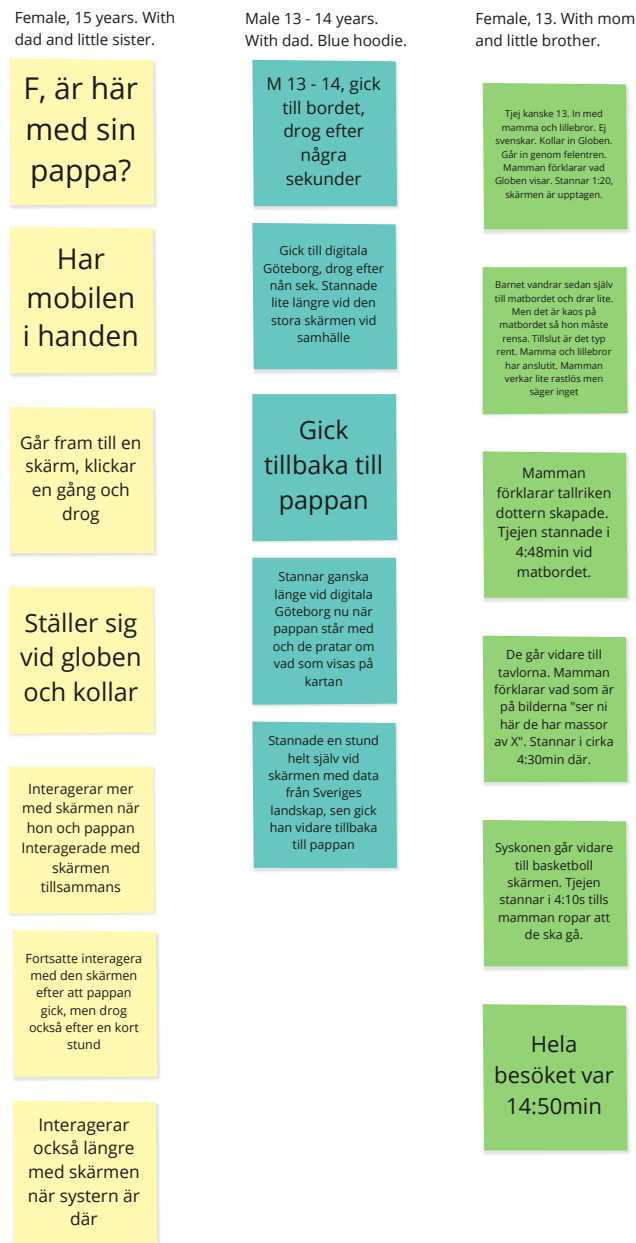 Female, 15 years. With
dad and little sister.
F, är här
med sin
pappa?
Har
mobilen
i handen
Går fram till en
skärm, klickar
en gång och
drog
Ställer sig
vid globen
och kollar
Interagerar mer
med skärmen när
hon och pappan
Interagerade med
skärmen
tillsammans
Fortsatte interagera
med den skärmen
efter att pappan
gick, men drog
också efter en kort
stund
Interagerar
också längre
med skärmen
när systern är
där
Male 13 - 14 years.
With dad. Blue hoodie.
M 13 - 14, gick
till bordet,
drog efter
några
sekunder
Gick till digitala
Göteborg, drog efter
nån sek. Stannade
lite längre vid den
stora skärmen vid
samhälle
Gick
tillbaka till
pappan
Stannar ganska
länge vid digitala
Göteborg nu när
pappan står med
och de pratar om
vad som visas på
kartan
Stannade en stund
helt själv vid
skärmen med data
från Sveriges
landskap, sen gick
han vidare tillbaka
till pappan
Female, 13. With mom
and little brother.
Tjej kanske 13. In med
mamma och lillebror. Ej
svenskar. Kollar in Globen.
Går in genom felentren.
Mamman förklarar vad
Globen visar. Stannar 1:20,
skärmen är upptagen.
Barnet vandrar sedan själv
till matbordet och drar lite.
Men det är kaos på
matbordet så hon måste
rensa. Tillslut är det typ
rent. Mamma och lillebror
har anslutit. Mamman
verkar lite rastlös men
säger inget
Mamman
förklarar tallriken
dottern skapade.
Tjejen stannade i
4:48min vid
matbordet.
De går vidare till
tavlorna. Mamman
förklarar vad som är
på bilderna "ser ni
här de har massor
av X". Stannar i cirka
4:30min där.
Syskonen går vidare
till basketboll
skärmen. Tjejen
stannar i 4:10s tills
mamman ropar att
de ska gå.
Hela
besöket var
14:50min